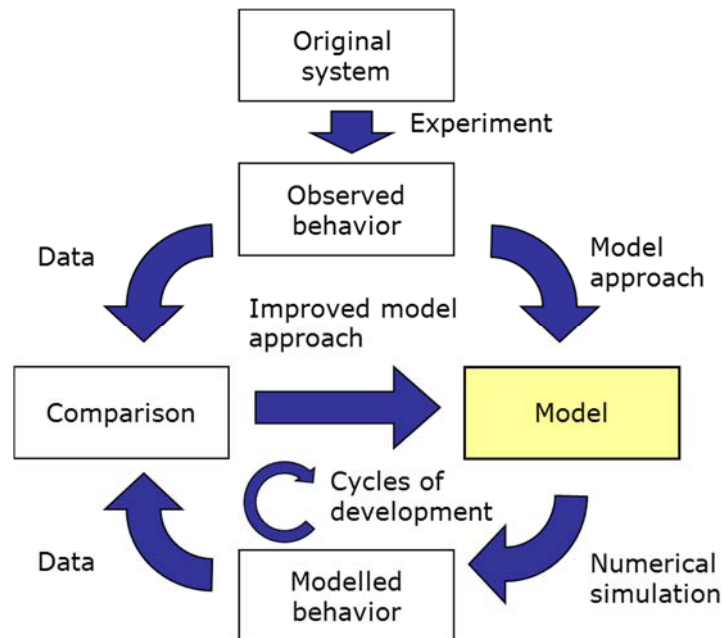 Original
system
Experiment
Observed
behavior
Data
Model
approach
Improved model
approach
Comparison
Model
Cycles of
development
Data
Modelled
behavior
Numerical
simulation